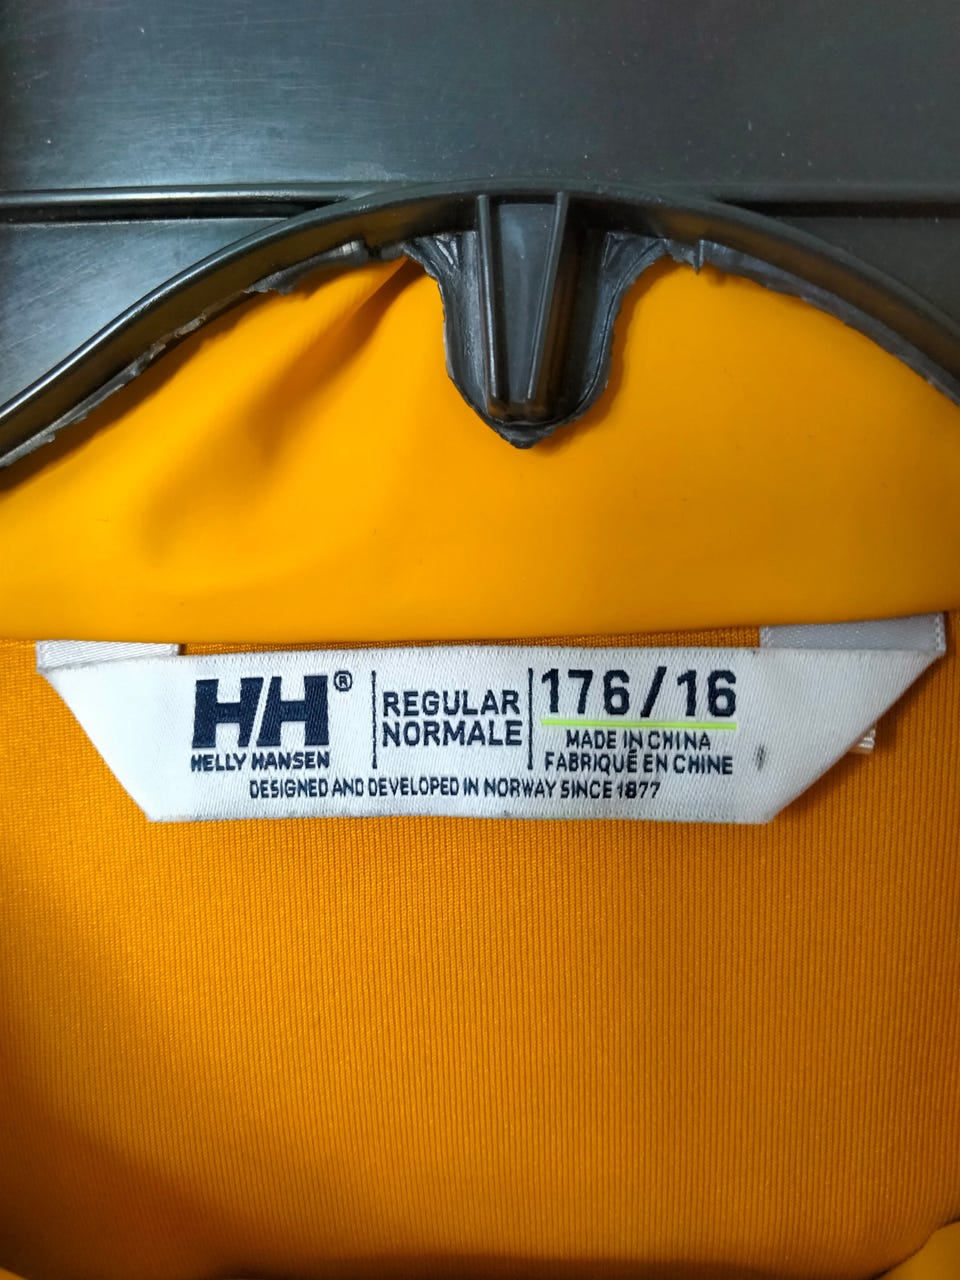 HH®
HELLY HANSEN
REGULAR
NORMALE
176/16
MADE IN CHINA
FABRIQUÉ EN CHINE
DESIGNED AND DEVELOPED IN NORWAY SINCE 1877